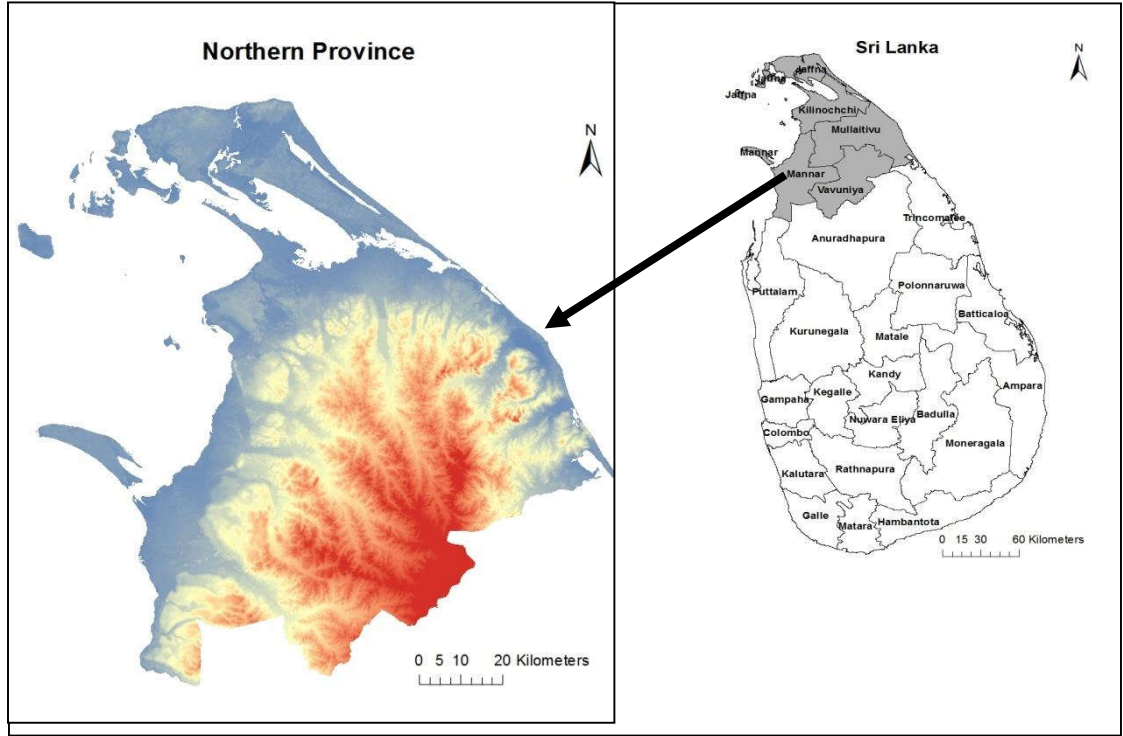 Northern Province
N
0 5 10 20 Kilometers
Sri Lanka
N
Jaffna
Jaffna
Jaffna
Kilinochchi
Mullaitivu
Mannar
Mannar
Vavuniya
Trincomalee
Anuradhapura
Polonnaruwa
Puttalam
Batticaloa
Kurunegala
Matale
Kandy
Ampara
Kegalle
Gampaha
Nuwara Eliya
Badulla
Colombo
Moneragala
Kalutara
Rathnapura
Galle
Matara
Hambantota
0 15 30 60 Kilometers